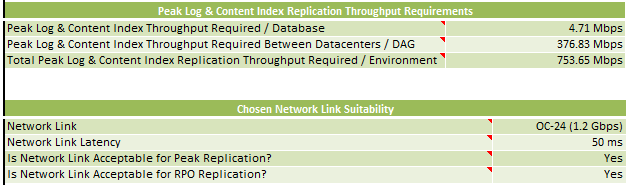 Peak Log & Content Index Replication Throughput Requirements
Peak Log & Content Index Throughput Required / Database 4.71 Mbps
Peak Log & Content Index Throughput Required Between Datacenters / DAG 376.83 Mbps
Total Peak Log & Content Index Replication Throughput Required / Environment 753.65 Mbps
Chosen Network Link Suitability
Network Link OC-24 (1.2 Gbps)
Network Link Latency 50 ms
Is Network Link Acceptable for Peak Replication? Yes
Is Network Link Acceptable for RPO Replication? Yes